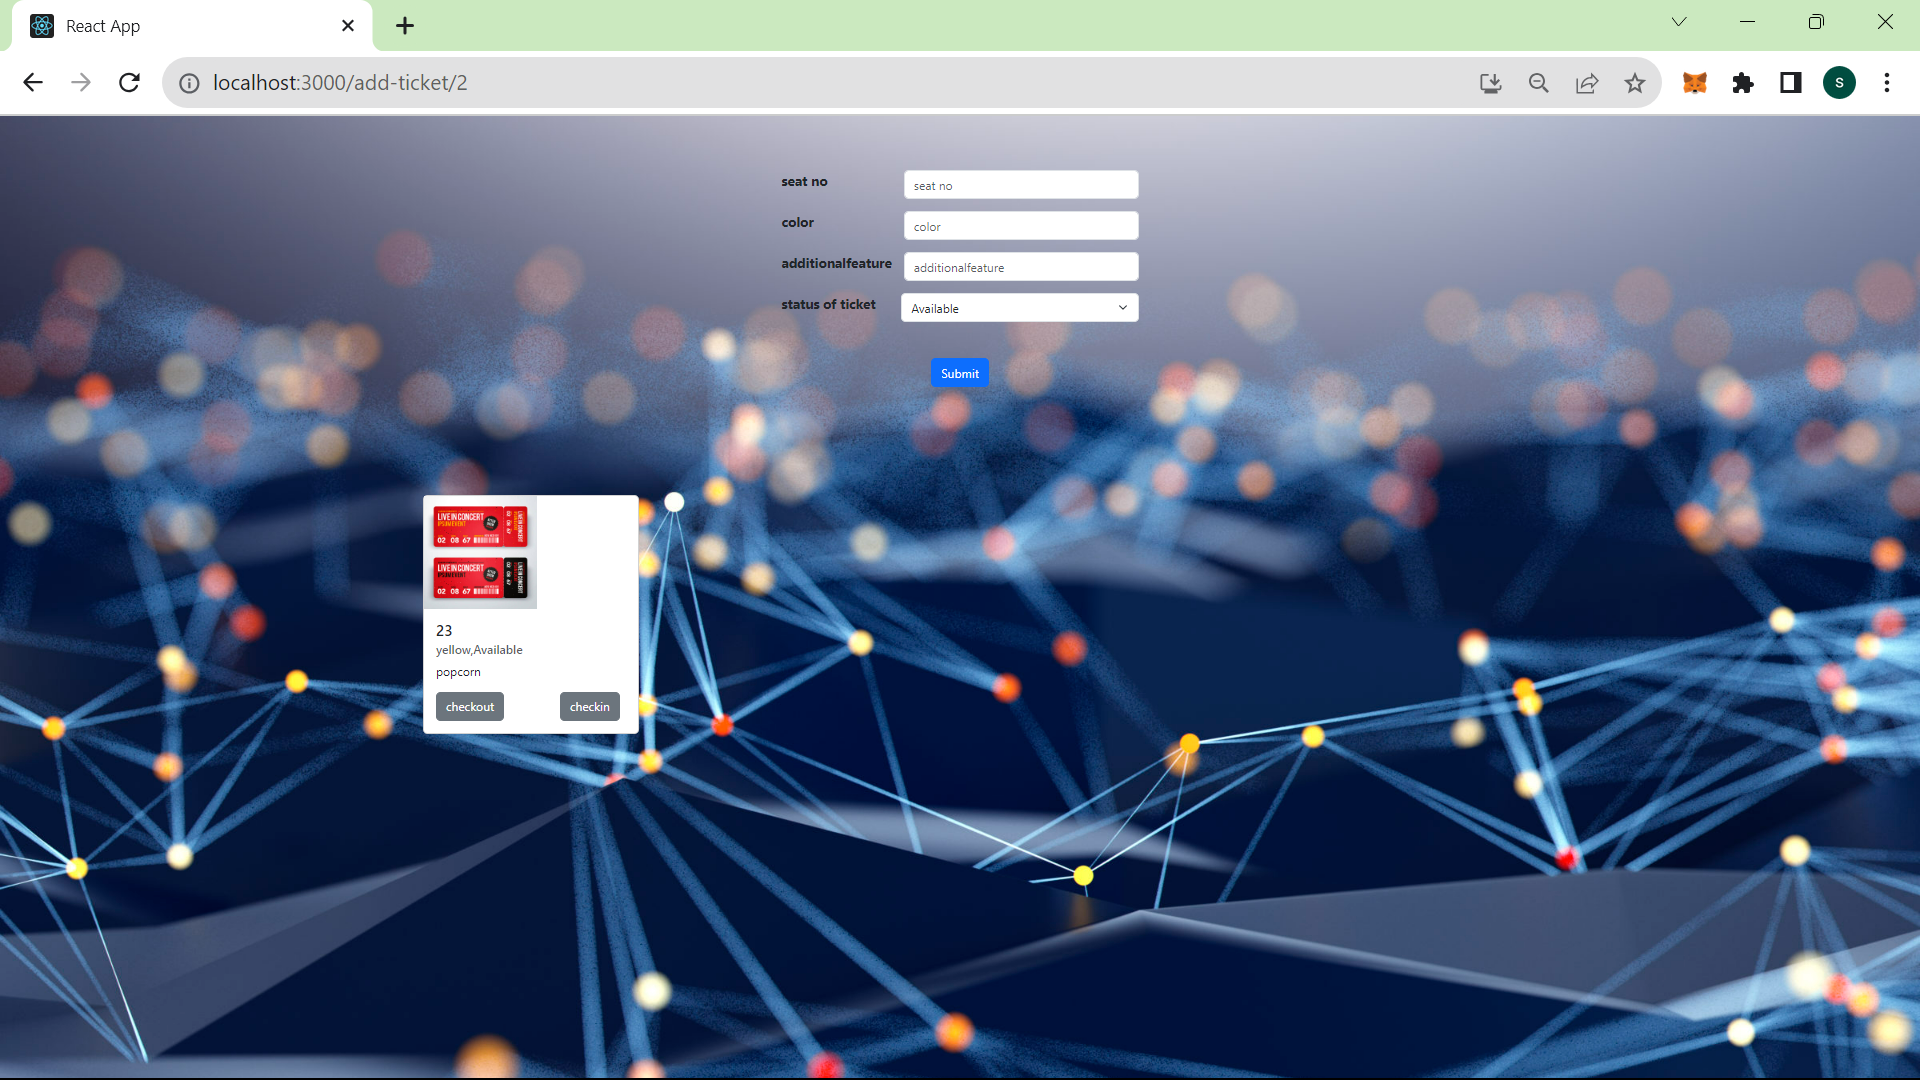 React App
localhost:3000/add-ticket/2
S
seat no
seat no
color
color
additionalfeature
additionalfeature
status of ticket
Available
Submit
LIVE IN CONCERT
02 08 67
LIVE IN CONCERT
02 08 67
23
yellow,Available
popcorn
checkout
checkin